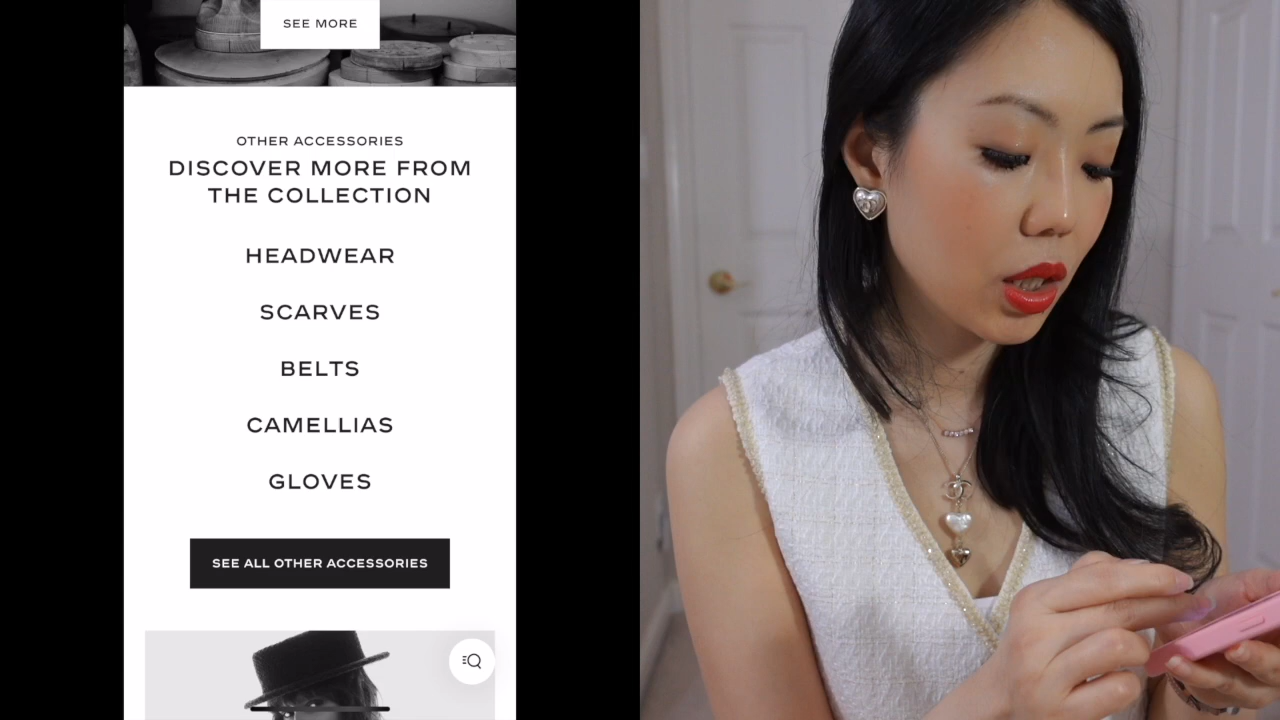 SEE MORE
OTHER ACCESSORIES
DISCOVER MORE FROM
THE COLLECTION
HEADWEAR
SCARVES
BELTS
CAMELLIAS
GLOVES
SEE ALL OTHER ACCESSORIES